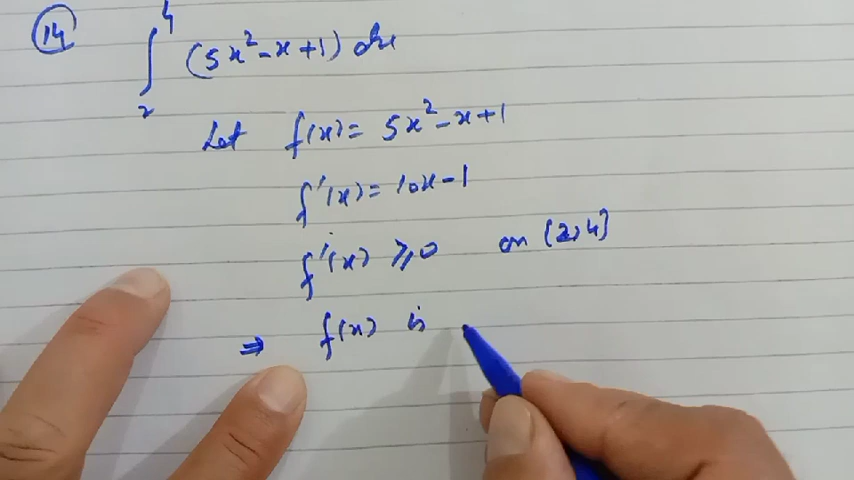 14
∫₂⁴ (5x² - x + 1) dx
Let f(x) = 5x² - x + 1
f'(x) = 10x - 1
f'(x) ≥ 0 on [2, 4]
⇒ f(x) is